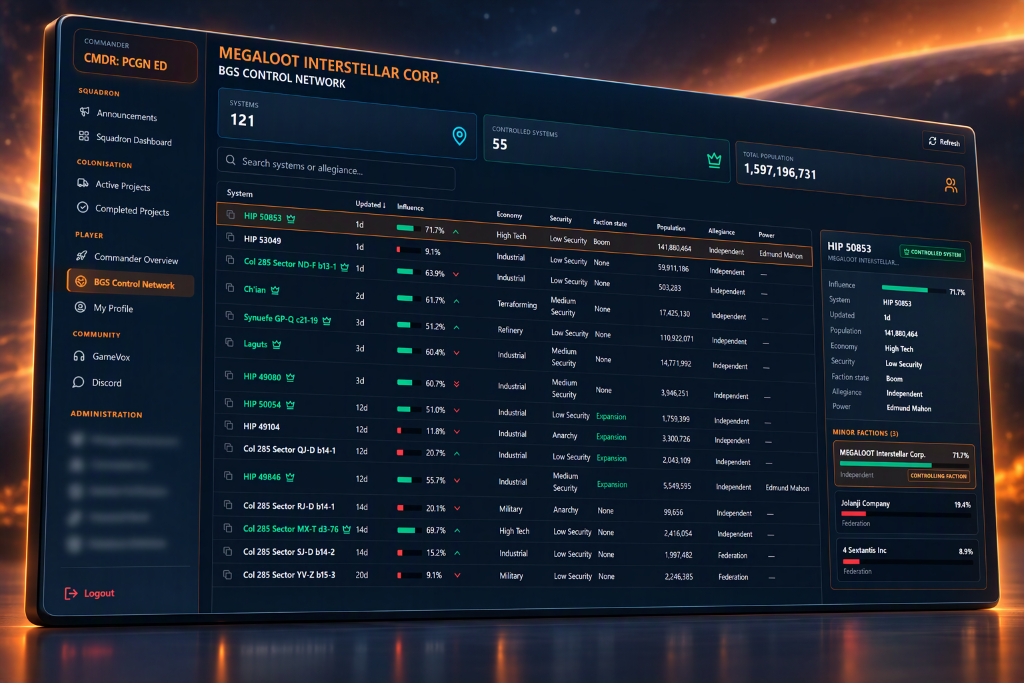 COMMANDER
CMDR: PCGN ED
SQUADRON
Announcements
Squadron Dashboard
COLONISATION
Active Projects
Completed Projects
PLAYER
Commander Overview
BGS Control Network
My Profile
COMMUNITY
GameVox
Discord
ADMINISTRATION
Logout
MEGALOOT INTERSTELLAR CORP.
BGS CONTROL NETWORK
Refresh
SYSTEMS
121
CONTROLLED SYSTEMS
55
TOTAL POPULATION
1,597,196,731
Search systems or allegiance...
System Updated ↓ Influence Economy Security Faction state Population Allegiance Power
HIP 50853 1d 71.7% High Tech Low Security Boom 141,880,464 Independent Edmund Mahon
HIP 53049 1d 9.1% Industrial Low Security None 59,911,186 Independent —
Col 285 Sector ND-F b13-1 1d 63.9% Industrial Low Security None 503,283 Independent —
Ch'ian 2d 61.7% Terraforming Medium Security None 17,425,130 Independent —
Synuefe GP-Q c21-19 3d 51.2% Refinery Low Security None 110,922,071 Independent —
Laguts 3d 60.4% Industrial Medium Security None 14,771,992 Independent —
HIP 49080 3d 60.7% Industrial Medium Security None 3,946,251 Independent —
HIP 50054 12d 51.0% Industrial Low Security Expansion 1,759,399 Independent —
HIP 49104 12d 11.8% Industrial Anarchy Expansion 3,300,726 Independent —
Col 285 Sector QJ-D b14-1 12d 20.7% Industrial Low Security Expansion 2,043,109 Independent —
HIP 49846 12d 55.7% Industrial Medium Security Expansion 5,549,595 Independent Edmund Mahon
Col 285 Sector RJ-D b14-1 14d 20.1% Military Anarchy None 99,656 Independent —
Col 285 Sector MX-T d3-76 14d 69.7% High Tech Low Security None 2,416,054 Independent —
Col 285 Sector SJ-D b14-2 14d 15.2% Industrial Low Security None 1,997,482 Federation —
Col 285 Sector YV-Z b15-3 20d 9.1% Military Low Security None 2,246,385 Federation —
HIP 50853
CONTROLLED SYSTEM
MEGALOOT INTERSTELLAR...
Influence 71.7%
System HIP 50853
Updated 1d
Population 141,880,464
Economy High Tech
Security Low Security
Faction state Boom
Allegiance Independent
Power Edmund Mahon
MINOR FACTIONS (3)
MEGALOOT Interstellar Corp. 71.7%
Independent CONTROLLING FACTION
Jolanji Company 19.4%
Federation
4 Sextantis Inc 8.9%
Federation